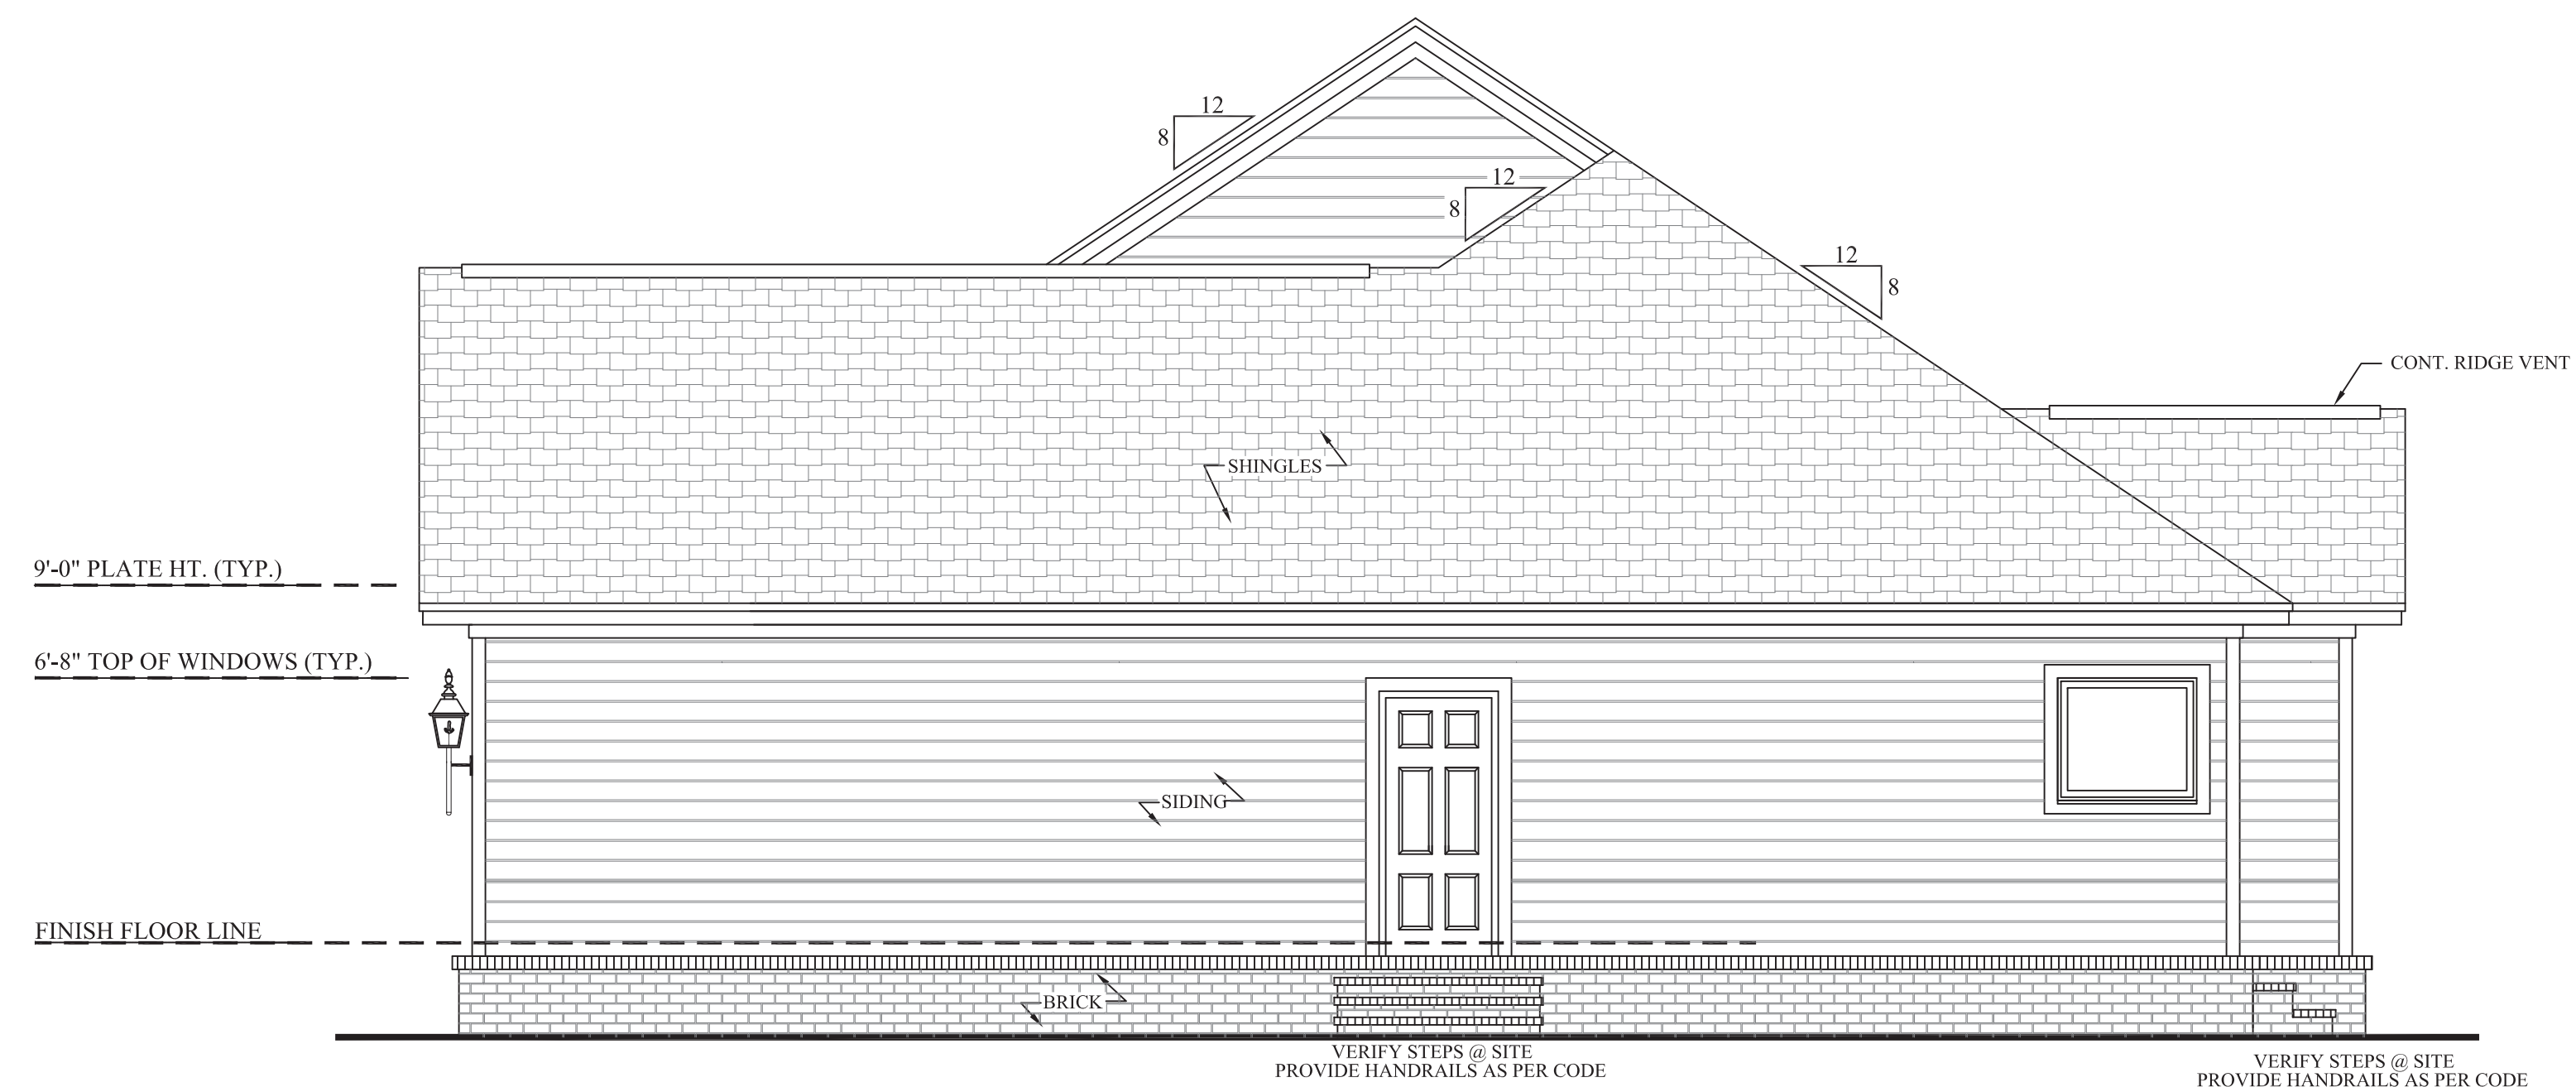 12
8
12
8
12
8
CONT. RIDGE VENT
SHINGLES
9'-0" PLATE HT. (TYP.)
6'-8" TOP OF WINDOWS (TYP.)
SIDING
FINISH FLOOR LINE
BRICK
VERIFY STEPS @ SITE
PROVIDE HANDRAILS AS PER CODE
VERIFY STEPS @ SITE
PROVIDE HANDRAILS AS PER CODE